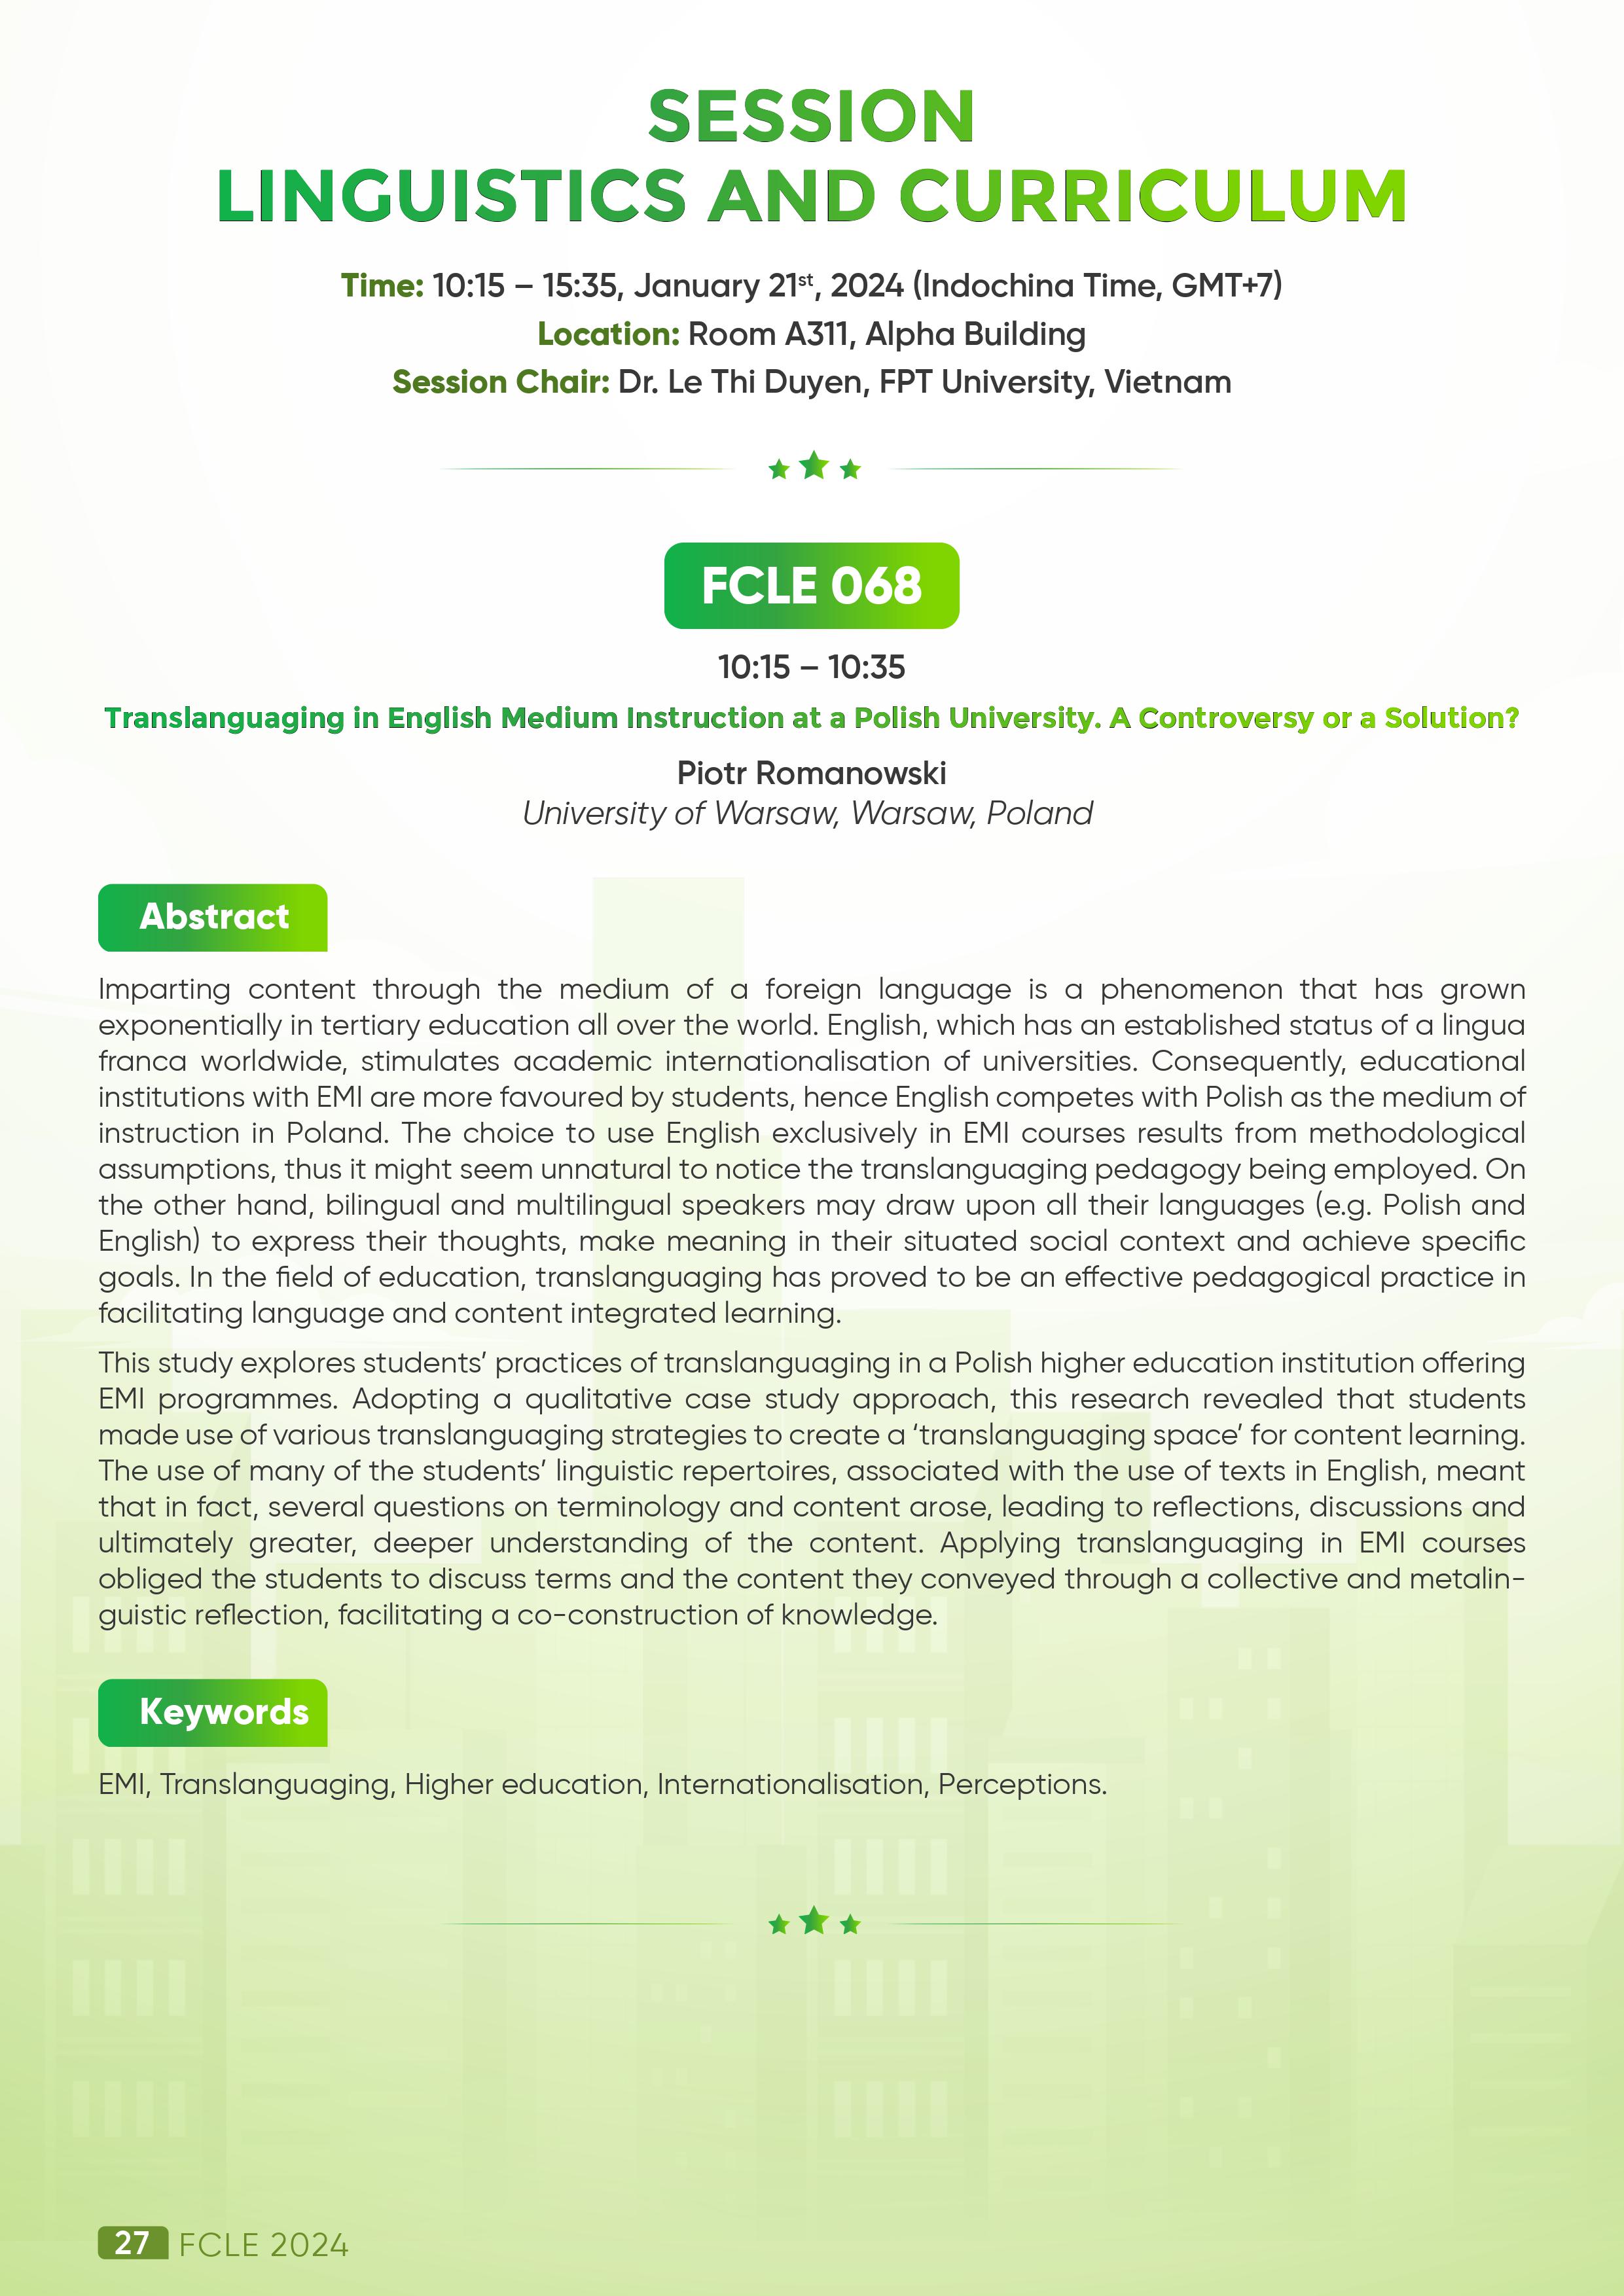 SESSION
LINGUISTICS AND CURRICULUM
Time: 10:15 – 15:35, January 21st, 2024 (Indochina Time, GMT+7)
Location: Room A311, Alpha Building
Session Chair: Dr. Le Thi Duyen, FPT University, Vietnam
FCLE 068
10:15 – 10:35
Translanguaging in English Medium Instruction at a Polish University. A Controversy or a Solution?
Piotr Romanowski
University of Warsaw, Warsaw, Poland
Abstract
Imparting content through the medium of a foreign language is a phenomenon that has grown
exponentially in tertiary education all over the world. English, which has an established status of a lingua
franca worldwide, stimulates academic internationalisation of universities. Consequently, educational
institutions with EMI are more favoured by students, hence English competes with Polish as the medium of
instruction in Poland. The choice to use English exclusively in EMI courses results from methodological
assumptions, thus it might seem unnatural to notice the translanguaging pedagogy being employed. On
the other hand, bilingual and multilingual speakers may draw upon all their languages (e.g. Polish and
English) to express their thoughts, make meaning in their situated social context and achieve specific
goals. In the field of education, translanguaging has proved to be an effective pedagogical practice in
facilitating language and content integrated learning.
This study explores students’ practices of translanguaging in a Polish higher education institution offering
EMI programmes. Adopting a qualitative case study approach, this research revealed that students
made use of various translanguaging strategies to create a ‘translanguaging space’ for content learning.
The use of many of the students’ linguistic repertoires, associated with the use of texts in English, meant
that in fact, several questions on terminology and content arose, leading to reflections, discussions and
ultimately greater, deeper understanding of the content. Applying translanguaging in EMI courses
obliged the students to discuss terms and the content they conveyed through a collective and metalin-
guistic reflection, facilitating a co-construction of knowledge.
Keywords
EMI, Translanguaging, Higher education, Internationalisation, Perceptions.
27 FCLE 2024